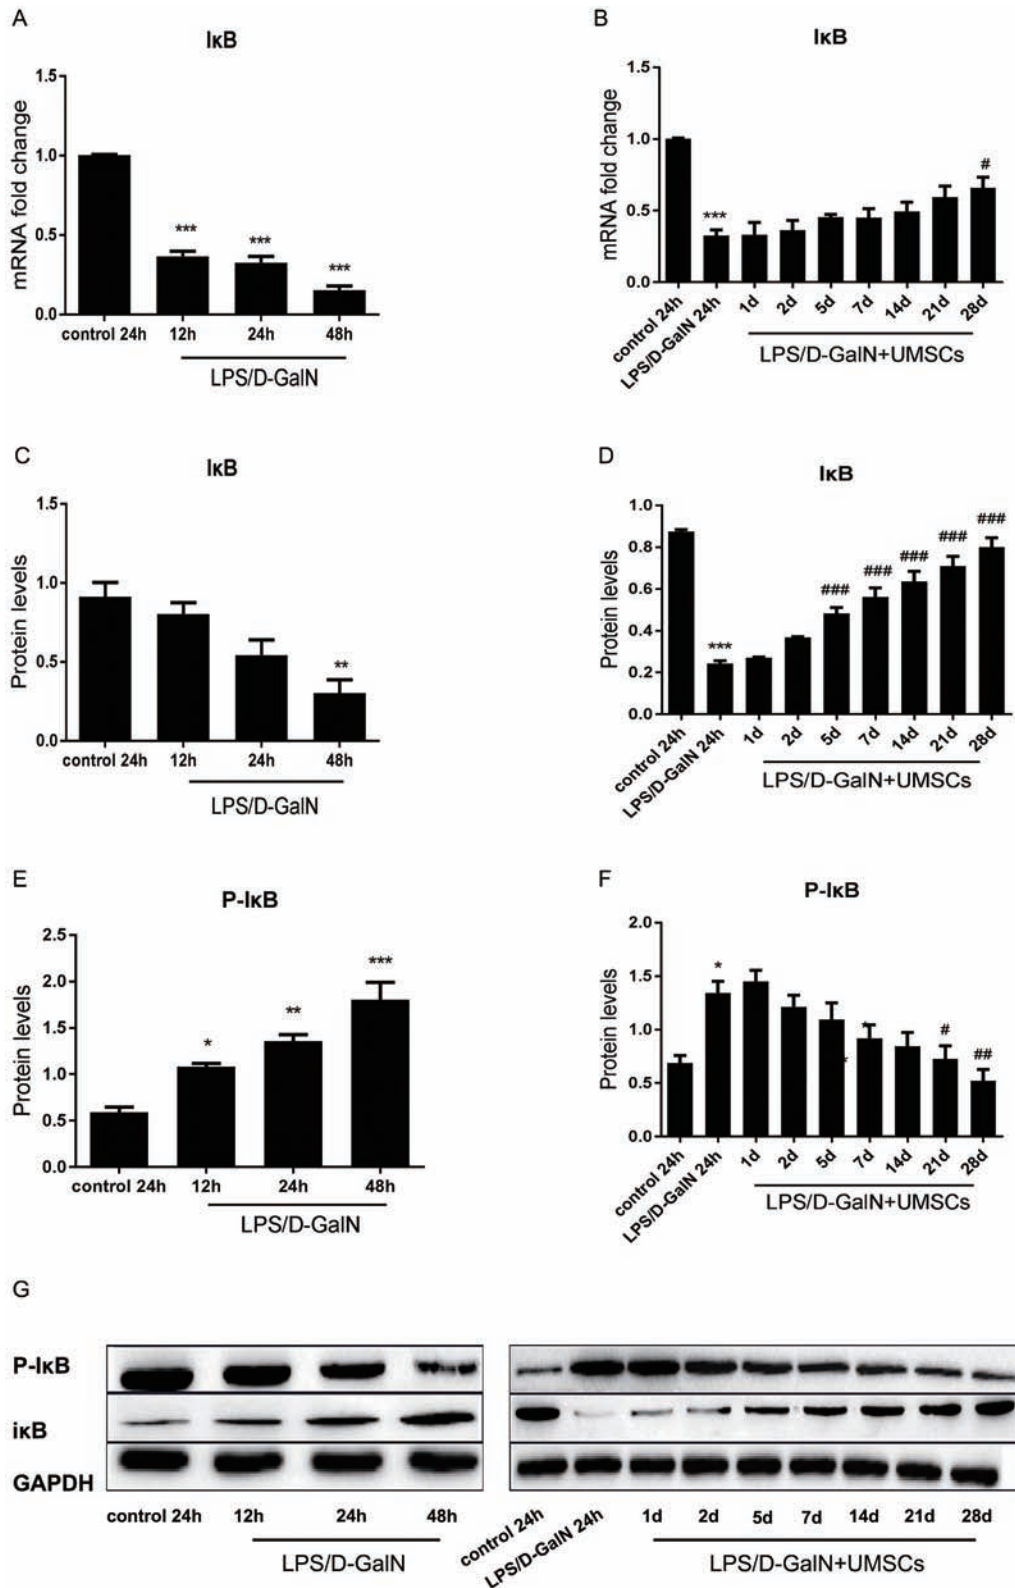 A
IκB
mRNA fold change
1.5
1.0
0.5
0.0
***
***
***
control 24h 12h 24h 48h
LPS/D-GalN
B
IκB
mRNA fold change
1.5
1.0
0.5
0.0
***
#
control 24h LPS/D-GalN 24h 1d 2d 5d 7d 14d 21d 28d
LPS/D-GalN+UMSCs
C
IκB
Protein levels
1.5
1.0
0.5
0.0
**
control 24h 12h 24h 48h
LPS/D-GalN
D
IκB
Protein levels
1.0
0.8
0.6
0.4
0.2
0.0
***
### ### ### ### ###
control 24h LPS/D-GalN 24h 1d 2d 5d 7d 14d 21d 28d
LPS/D-GalN+UMSCs
E
P-IκB
Protein levels
2.5
2.0
1.5
1.0
0.5
0.0
* ** ***
control 24h 12h 24h 48h
LPS/D-GalN
F
P-IκB
Protein levels
2.0
1.5
1.0
0.5
0.0
* * * # ##
control 24h LPS/D-GalN 24h 1d 2d 5d 7d 14d 21d 28d
LPS/D-GalN+UMSCs
G
P-IκB
iκB
GAPDH
control 24h 12h 24h 48h
LPS/D-GalN
control 24h LPS/D-GalN 24h 1d 2d 5d 7d 14d 21d 28d
LPS/D-GalN+UMSCs